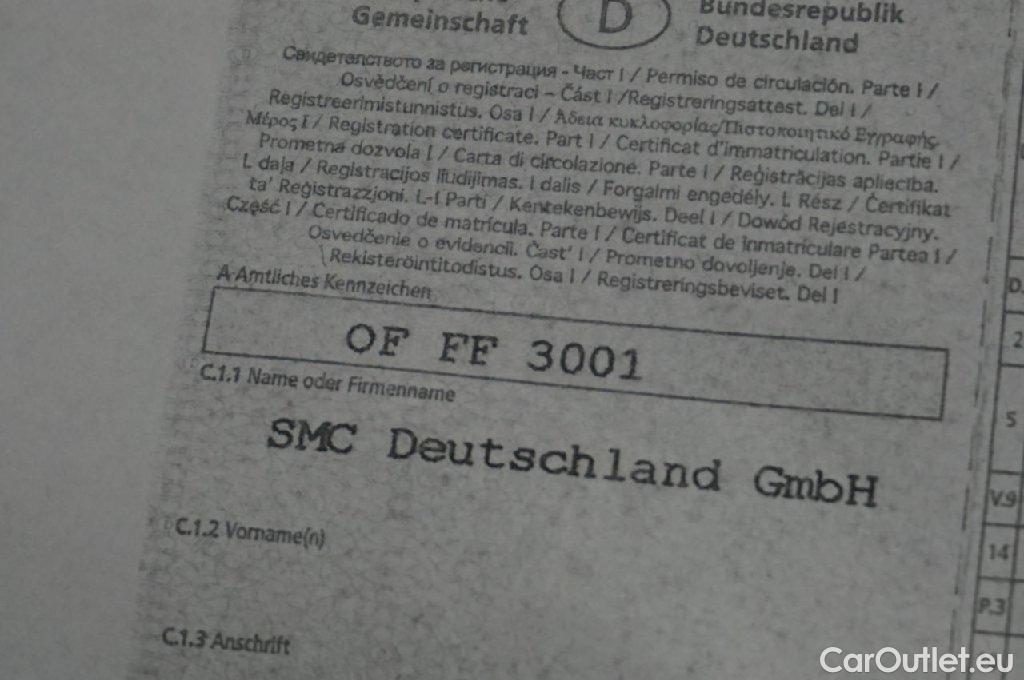 Gemeinschaft
D
Bundesrepublik
Deutschland
Свидетелството за регистрация - Част I / Permiso de circulación. Parte I /
Osvědčení o registraci – Část I /Registreringsattest. Del I /
Registreerimistunnistus. Osa I / Άδεια κυκλοφορίας/Πιστοποιητικό Εγγραφής
Μέρος I / Registration certificate. Part I / Certificat d'immatriculation. Partie I /
Prometna dozvola I / Carta di circolazione. Parte I / Reģistrācijas apliecība.
I. daļa / Registracijos liudijimas. I dalis / Forgalmi engedély. I. Rész / Ċertifikat
ta' Reġistrazzjoni. L-I Parti / Kentekenbewijs. Deel I / Dowód Rejestracyjny.
Część I / Certificado de matrícula. Parte I / Certificat de înmatriculare Partea I /
Osvedčenie o evidencii. Čast' I / Prometno dovoljenje. Del I /
Rekisteröintitodistus. Osa I / Registreringsbeviset. Del I
A Amtliches Kennzeichen
OF FF 3001
C.1.1 Name oder Firmenname
SMC Deutschland GmbH
C.1.2 Vorname(n)
C.1.3 Anschrift
D.
2
5
V.9
14
P.3
CarOutlet.eu